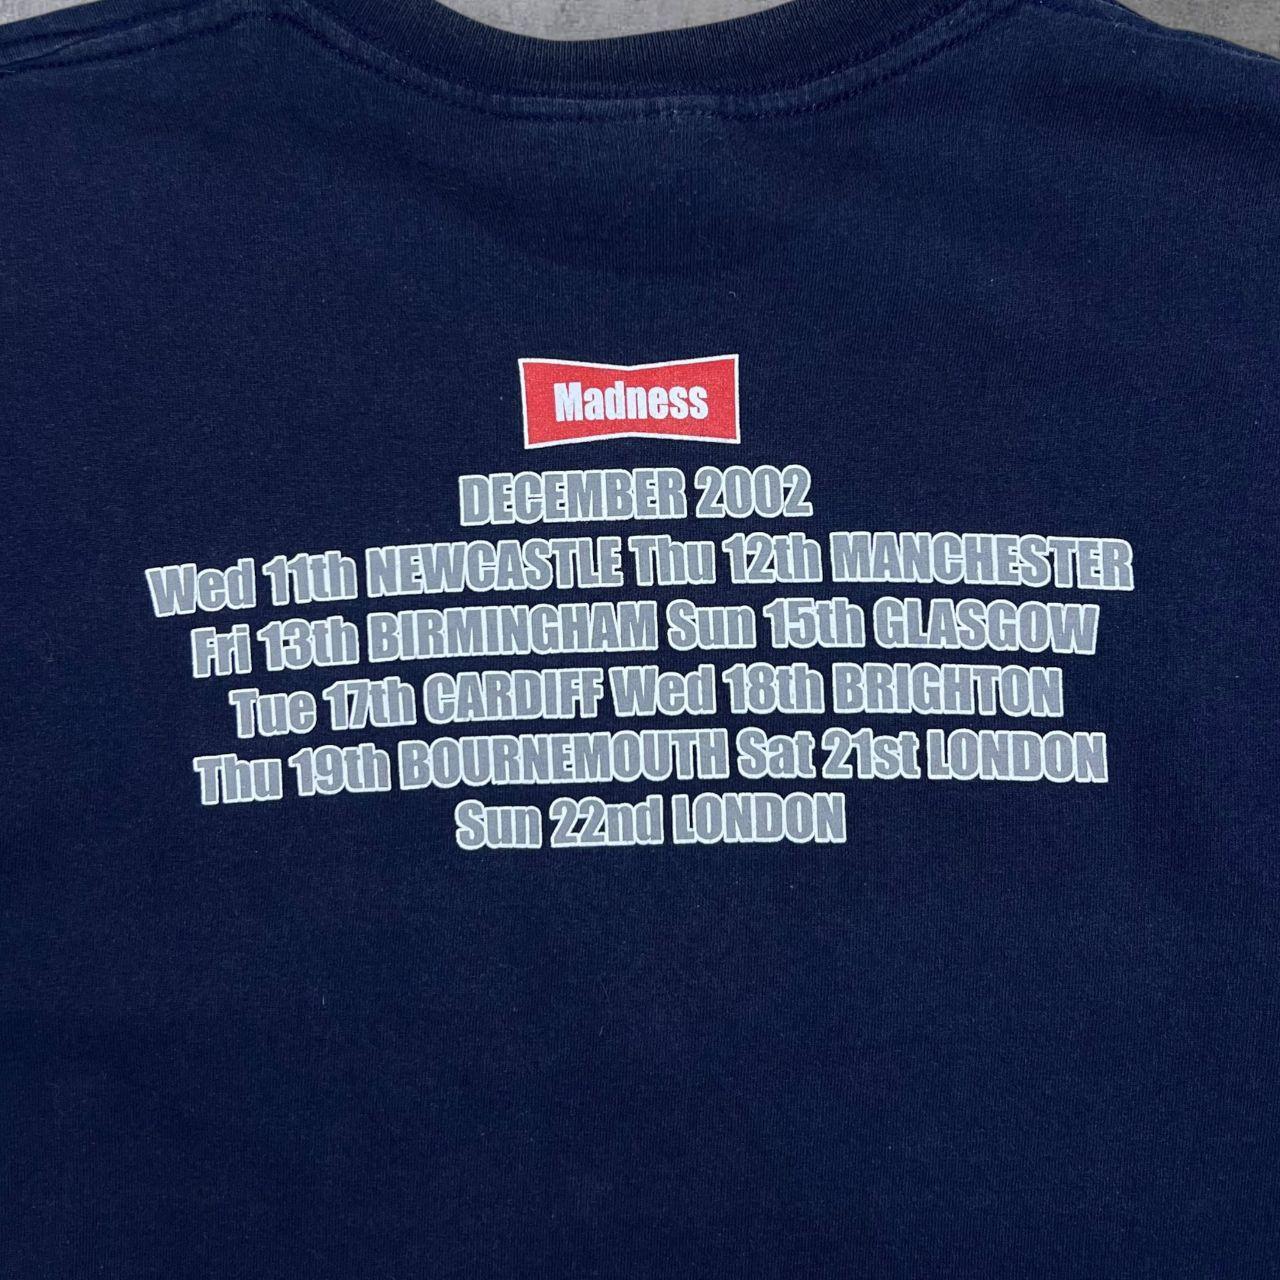 Madness
DECEMBER 2002
Wed 11th NEWCASTLE Thu 12th MANCHESTER
Fri 13th BIRMINGHAM Sun 15th GLASGOW
Tue 17th CARDIFF Wed 18th BRIGHTON
Thu 19th BOURNEMOUTH Sat 21st LONDON
Sun 22nd LONDON